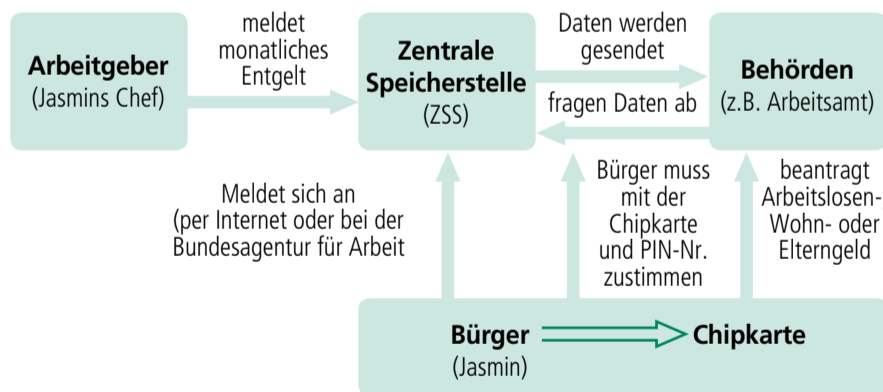 Arbeitgeber
(Jasmins Chef)
meldet
monatliches
Entgelt
Zentrale
Speicherstelle
(ZSS)
Daten werden
gesendet
fragen Daten ab
Behörden
(z.B. Arbeitsamt)
Meldet sich an
(per Internet oder bei der
Bundesagentur für Arbeit
Bürger muss
mit der
Chipkarte
und PIN-Nr.
zustimmen
beantragt
Arbeitslosen-
Wohn- oder
Elterngeld
Bürger
(Jasmin)
Chipkarte